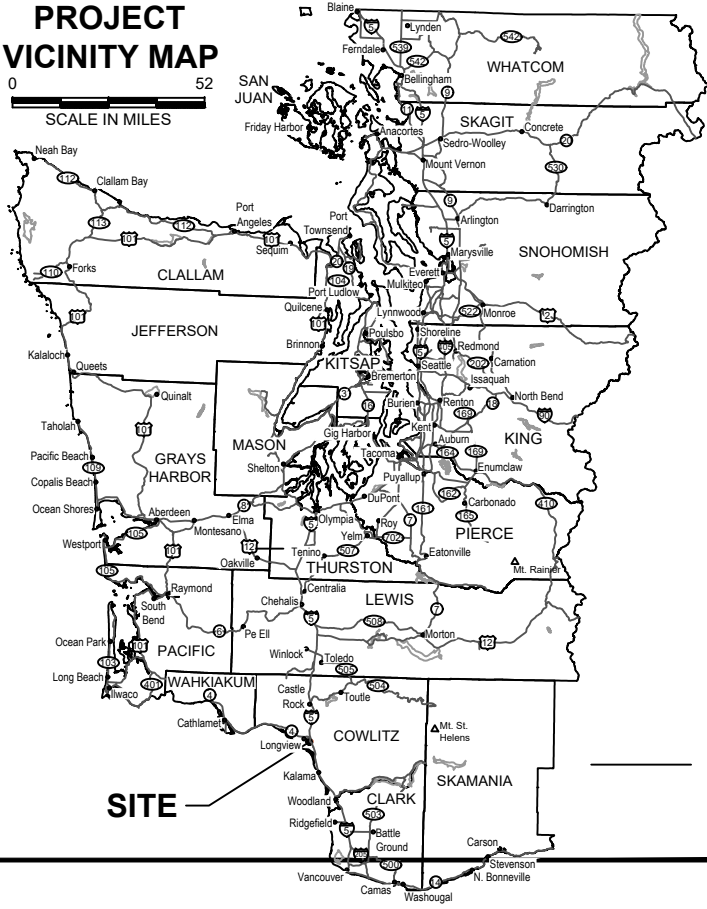 PROJECT
VICINITY MAP
0 52
SCALE IN MILES
Blaine
5
Lynden
539
542
542
Ferndale
WHATCOM
Bellingham
SAN
JUAN
9
11
5
SKAGIT
Friday Harbor
Anacortes
Concrete
Sedro-Woolley
20
530
Mount Vernon
Neah Bay
112
Clallam Bay
113
112
Port
Angeles
101
101
Sequim
Port
Townsend
9
Arlington
Darrington
5
Marysville
SNOHOMISH
20
19
104
110
Forks
CLALLAM
Everett
Mulkiteo
Port Ludlow
101
Quilcene
101
JEFFERSON
Lynnwood
522
Monroe
2
Brinnon
Poulsbo
Shoreline
5
405
Redmond
Kalaloch
KITSAP
Seattle
202
Carnation
Queets
Bremerton
Issaquah
Quinalt
3
16
Burien
Renton
18
North Bend
90
169
Taholah
101
MASON
Gig Harbor
Kent
Auburn
KING
Pacific Beach
GRAYS
HARBOR
Tacoma
164
169
109
Shelton
Enumclaw
Copalis Beach
Puyallup
DuPont
162
Carbonado
410
Ocean Shores
8
161
165
Aberdeen
Elma
Olympia
Roy
7
PIERCE
105
Montesano
5
Westport
101
12
Yelm
702
Tenino
507
Eatonville
Oakville
THURSTON
Mt. Rainier
105
Raymond
Centralia
LEWIS
Chehalis
7
South
Bend
5
508
6
Pe Ell
Morton
12
Ocean Park
101
PACIFIC
Winlock
Toledo
103
505
Long Beach
401
WAHKIAKUM
Castle
Rock
504
Ilwaco
4
Toutle
5
Cathlamet
4
COWLITZ
Mt. St.
Helens
Longview
SKAMANIA
Kalama
SITE
Woodland
CLARK
503
Ridgefield
5
Battle
Ground
Carson
205
500
Stevenson
Vancouver
N. Bonneville
Camas
14
Washougal